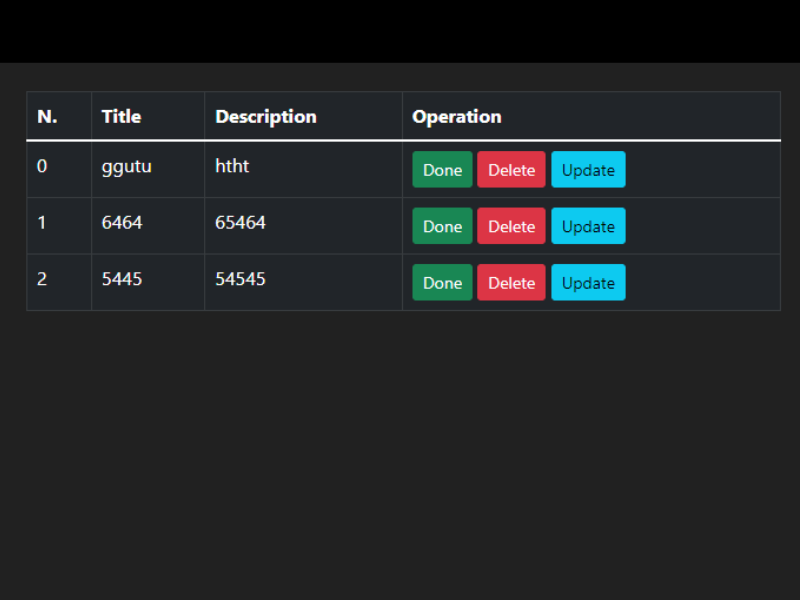 N. Title Description Operation
0 ggutu htht Done Delete Update
1 6464 65464 Done Delete Update
2 5445 54545 Done Delete Update